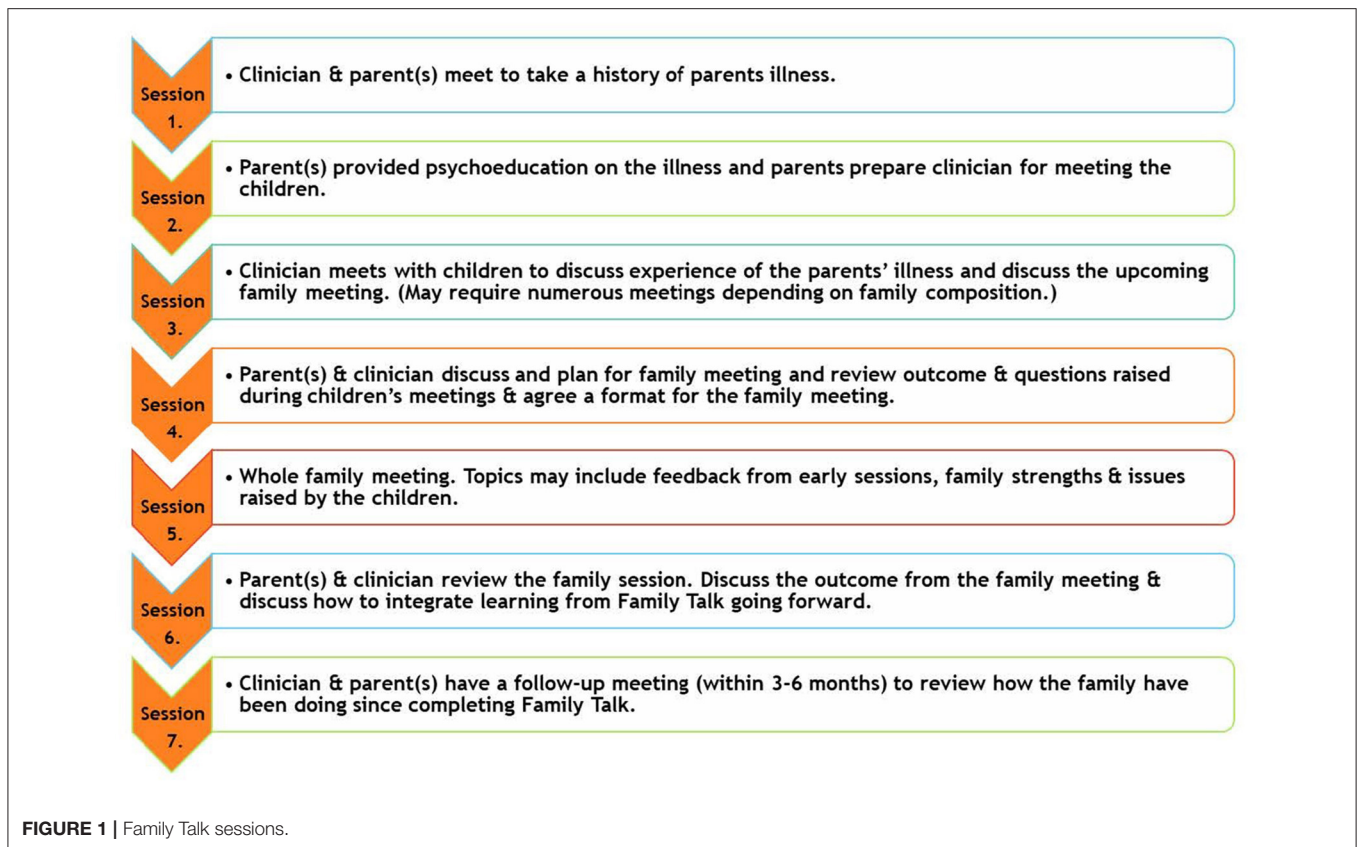 Session
1.
• Clinician & parent(s) meet to take a history of parents illness.
Session
2.
• Parent(s) provided psychoeducation on the illness and parents prepare clinician for meeting the
children.
Session
3.
• Clinician meets with children to discuss experience of the parents’ illness and discuss the upcoming
family meeting. (May require numerous meetings depending on family composition.)
Session
4.
• Parent(s) & clinician discuss and plan for family meeting and review outcome & questions raised
during children’s meetings & agree a format for the family meeting.
Session
5.
• Whole family meeting. Topics may include feedback from early sessions, family strengths & issues
raised by the children.
Session
6.
• Parent(s) & clinician review the family session. Discuss the outcome from the family meeting &
discuss how to integrate learning from Family Talk going forward.
Session
7.
• Clinician & parent(s) have a follow-up meeting (within 3-6 months) to review how the family have
been doing since completing Family Talk.
FIGURE 1 | Family Talk sessions.